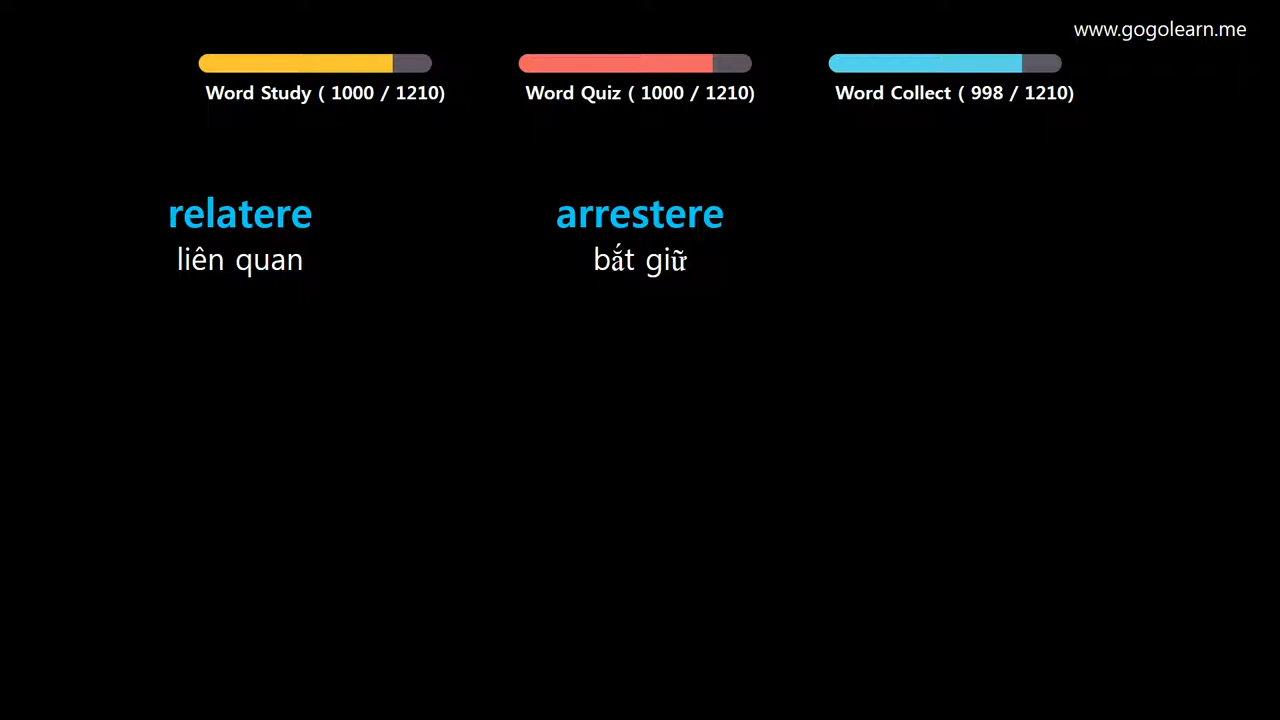 www.gogolearn.me
Word Study ( 1000 / 1210)
Word Quiz ( 1000 / 1210)
Word Collect ( 998 / 1210)
relatere
liên quan
arrestere
bắt giữ